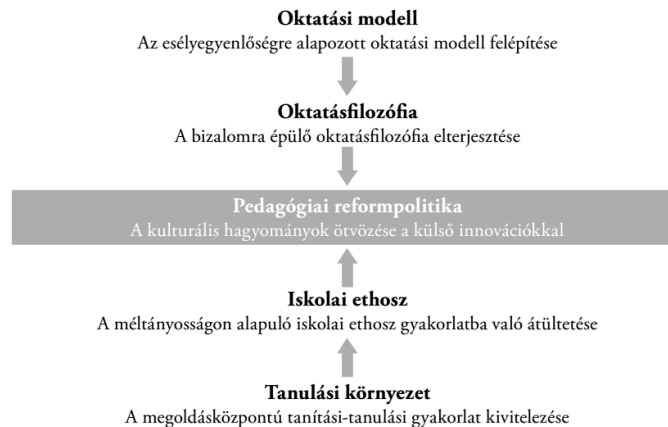 Oktatási modell
Az esélyegyenlőségre alapozott oktatási modell felépítése
Oktatásfilozófia
A bizalomra épülő oktatásfilozófia elterjesztése
Pedagógiai reformpolitika
A kulturális hagyományok ötvözése a külső innovációkkal
Iskolai ethosz
A méltányosságon alapuló iskolai ethosz gyakorlatba való átültetése
Tanulási környezet
A megoldásközpontú tanítási-tanulási gyakorlat kivitelezése